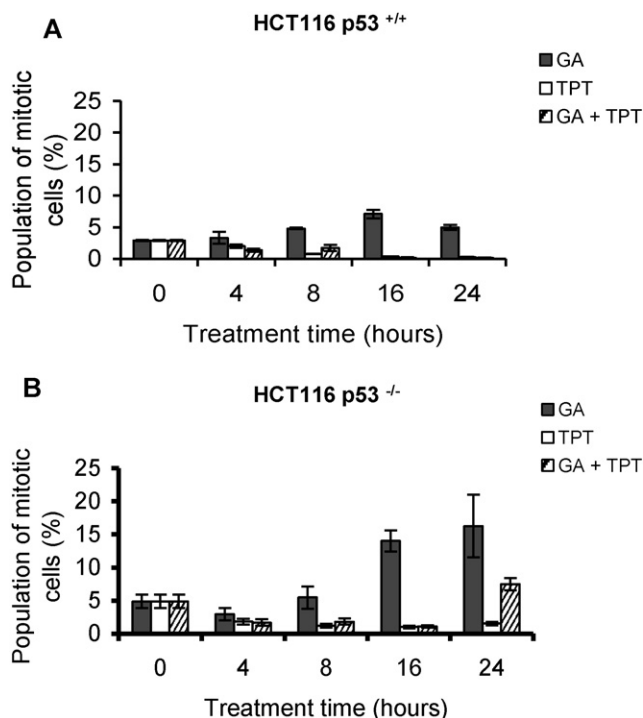 A
HCT116 p53 +/+
GA
TPT
GA + TPT
Population of mitotic
cells (%)
25
20
15
10
5
0
0 4 8 16 24
Treatment time (hours)
B
HCT116 p53 -/-
GA
TPT
GA + TPT
Population of mitotic
cells (%)
25
20
15
10
5
0
0 4 8 16 24
Treatment time (hours)